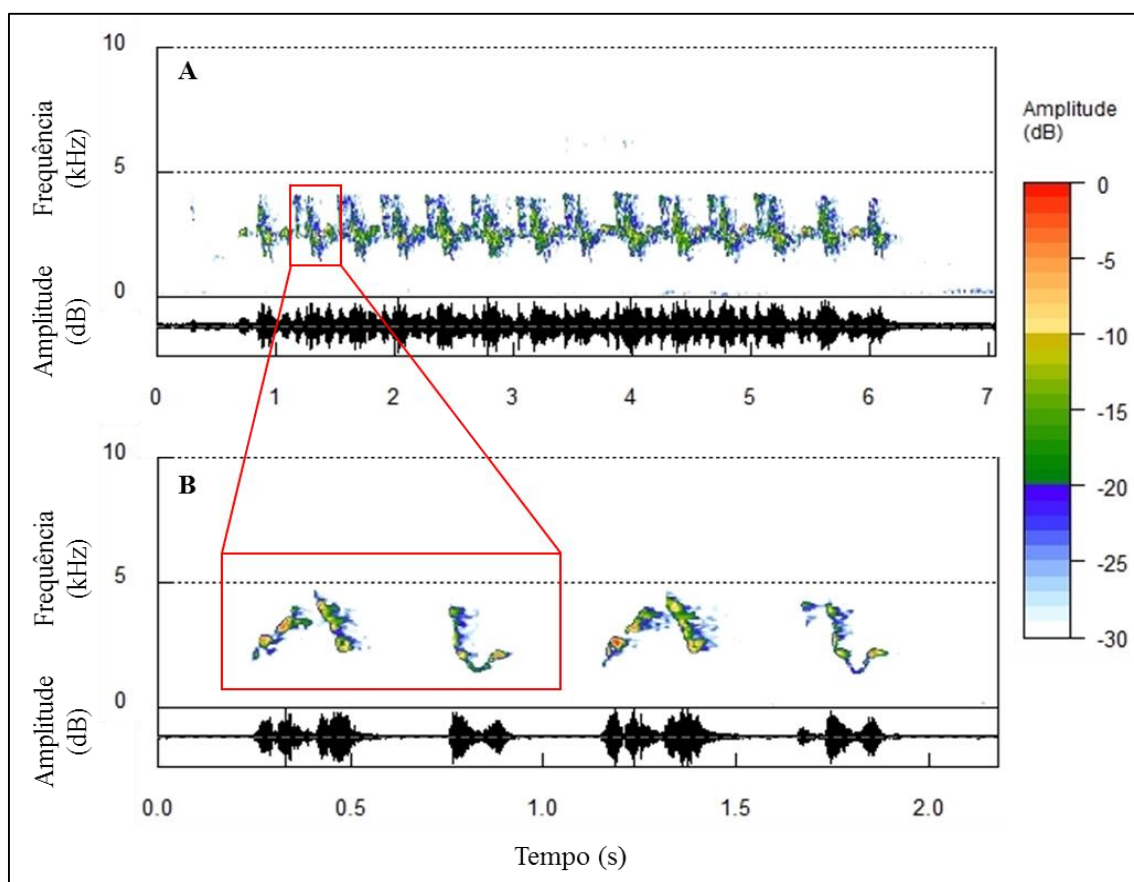 10
A
Frequência
(kHz)
5
0
Amplitude
(dB)
0 1 2 3 4 5 6 7
10
B
Frequência
(kHz)
5
0
Amplitude
(dB)
0.0 0.5 1.0 1.5 2.0
Tempo (s)
Amplitude
(dB)
0
-5
-10
-15
-20
-25
-30